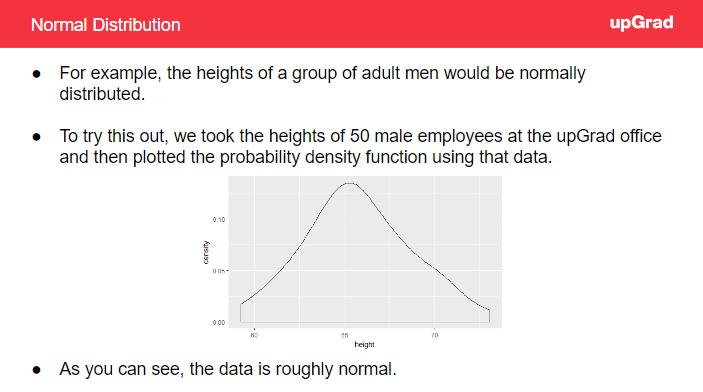 Normal Distribution
upGrad
● For example, the heights of a group of adult men would be normally
distributed.
● To try this out, we took the heights of 50 male employees at the upGrad office
and then plotted the probability density function using that data.
0.10
density
0.05
0.00
60
65
70
height
● As you can see, the data is roughly normal.